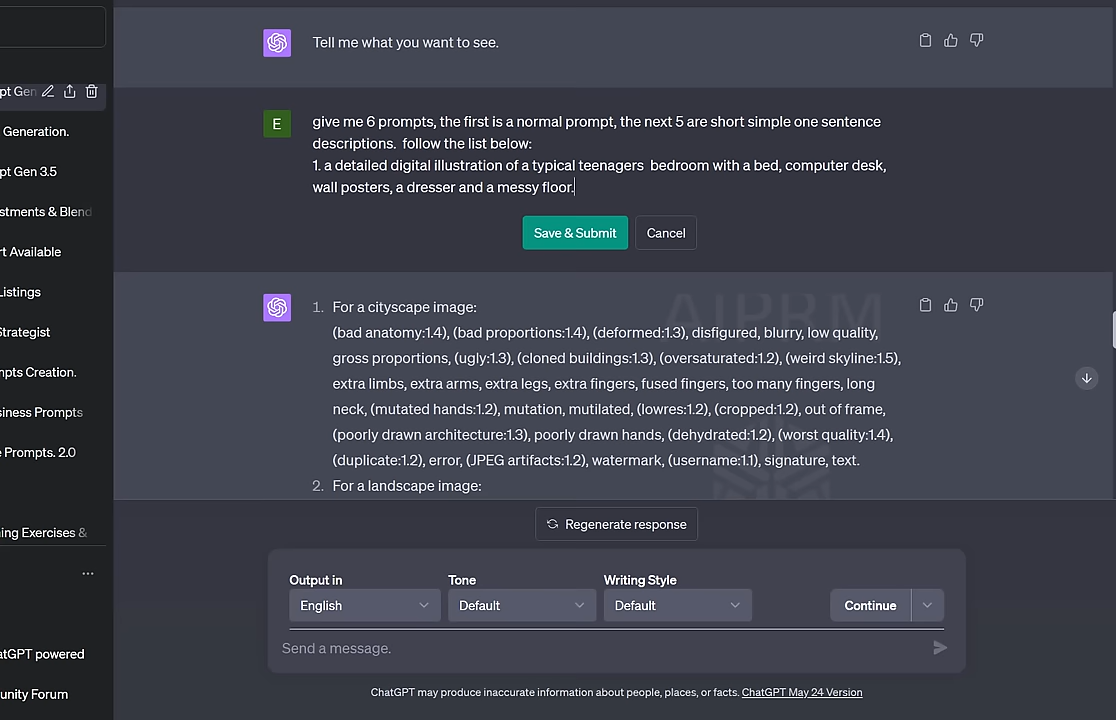 Tell me what you want to see.
pt Gen
E
give me 6 prompts, the first is a normal prompt, the next 5 are short simple one sentence
descriptions.  follow the list below:
1. a detailed digital illustration of a typical teenagers  bedroom with a bed, computer desk,
wall posters, a dresser and a messy floor.
Save & Submit
Cancel
Generation.
pt Gen 3.5
stments & Blend
rt Available
Listings
Strategist
mpts Creation.
siness Prompts
e Prompts. 2.0
ning Exercises &
atGPT powered
unity Forum
AIPRM
1. For a cityscape image:
(bad anatomy:1.4), (bad proportions:1.4), (deformed:1.3), disfigured, blurry, low quality,
gross proportions, (ugly:1.3), (cloned buildings:1.3), (oversaturated:1.2), (weird skyline:1.5),
extra limbs, extra arms, extra legs, extra fingers, fused fingers, too many fingers, long
neck, (mutated hands:1.2), mutation, mutilated, (lowres:1.2), (cropped:1.2), out of frame,
(poorly drawn architecture:1.3), poorly drawn hands, (dehydrated:1.2), (worst quality:1.4),
(duplicate:1.2), error, (JPEG artifacts:1.2), watermark, (username:1.1), signature, text.
2. For a landscape image:
Regenerate response
Output in
Tone
Writing Style
English
Default
Default
Continue
Send a message.
ChatGPT may produce inaccurate information about people, places, or facts. ChatGPT May 24 Version